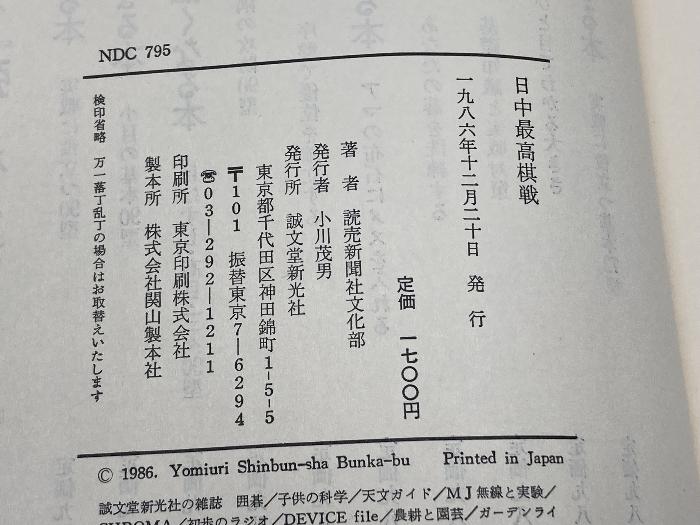 NDC 795
日中最高棋戦
一九八六年十二月二十日　発　行
定価　一七〇〇円
著　者　読売新聞社文化部
発行者　小川茂男
発行所　誠文堂新光社
東京都千代田区神田錦町1-5-5
〒101　振替東京7―6294
☎03―292―1211
印刷所　東京印刷株式会社
製本所　株式会社関山製本社
検印省略　万一落丁乱丁の場合はお取替えいたします
© 1986. Yomiuri Shinbun-sha Bunka-bu　Printed in Japan
誠文堂新光社の雑誌　囲碁／子供の科学／天文ガイド／MJ無線と実験／
CHROMA／初歩のラジオ／DEVICE file／農耕と園芸／ガーデンライ